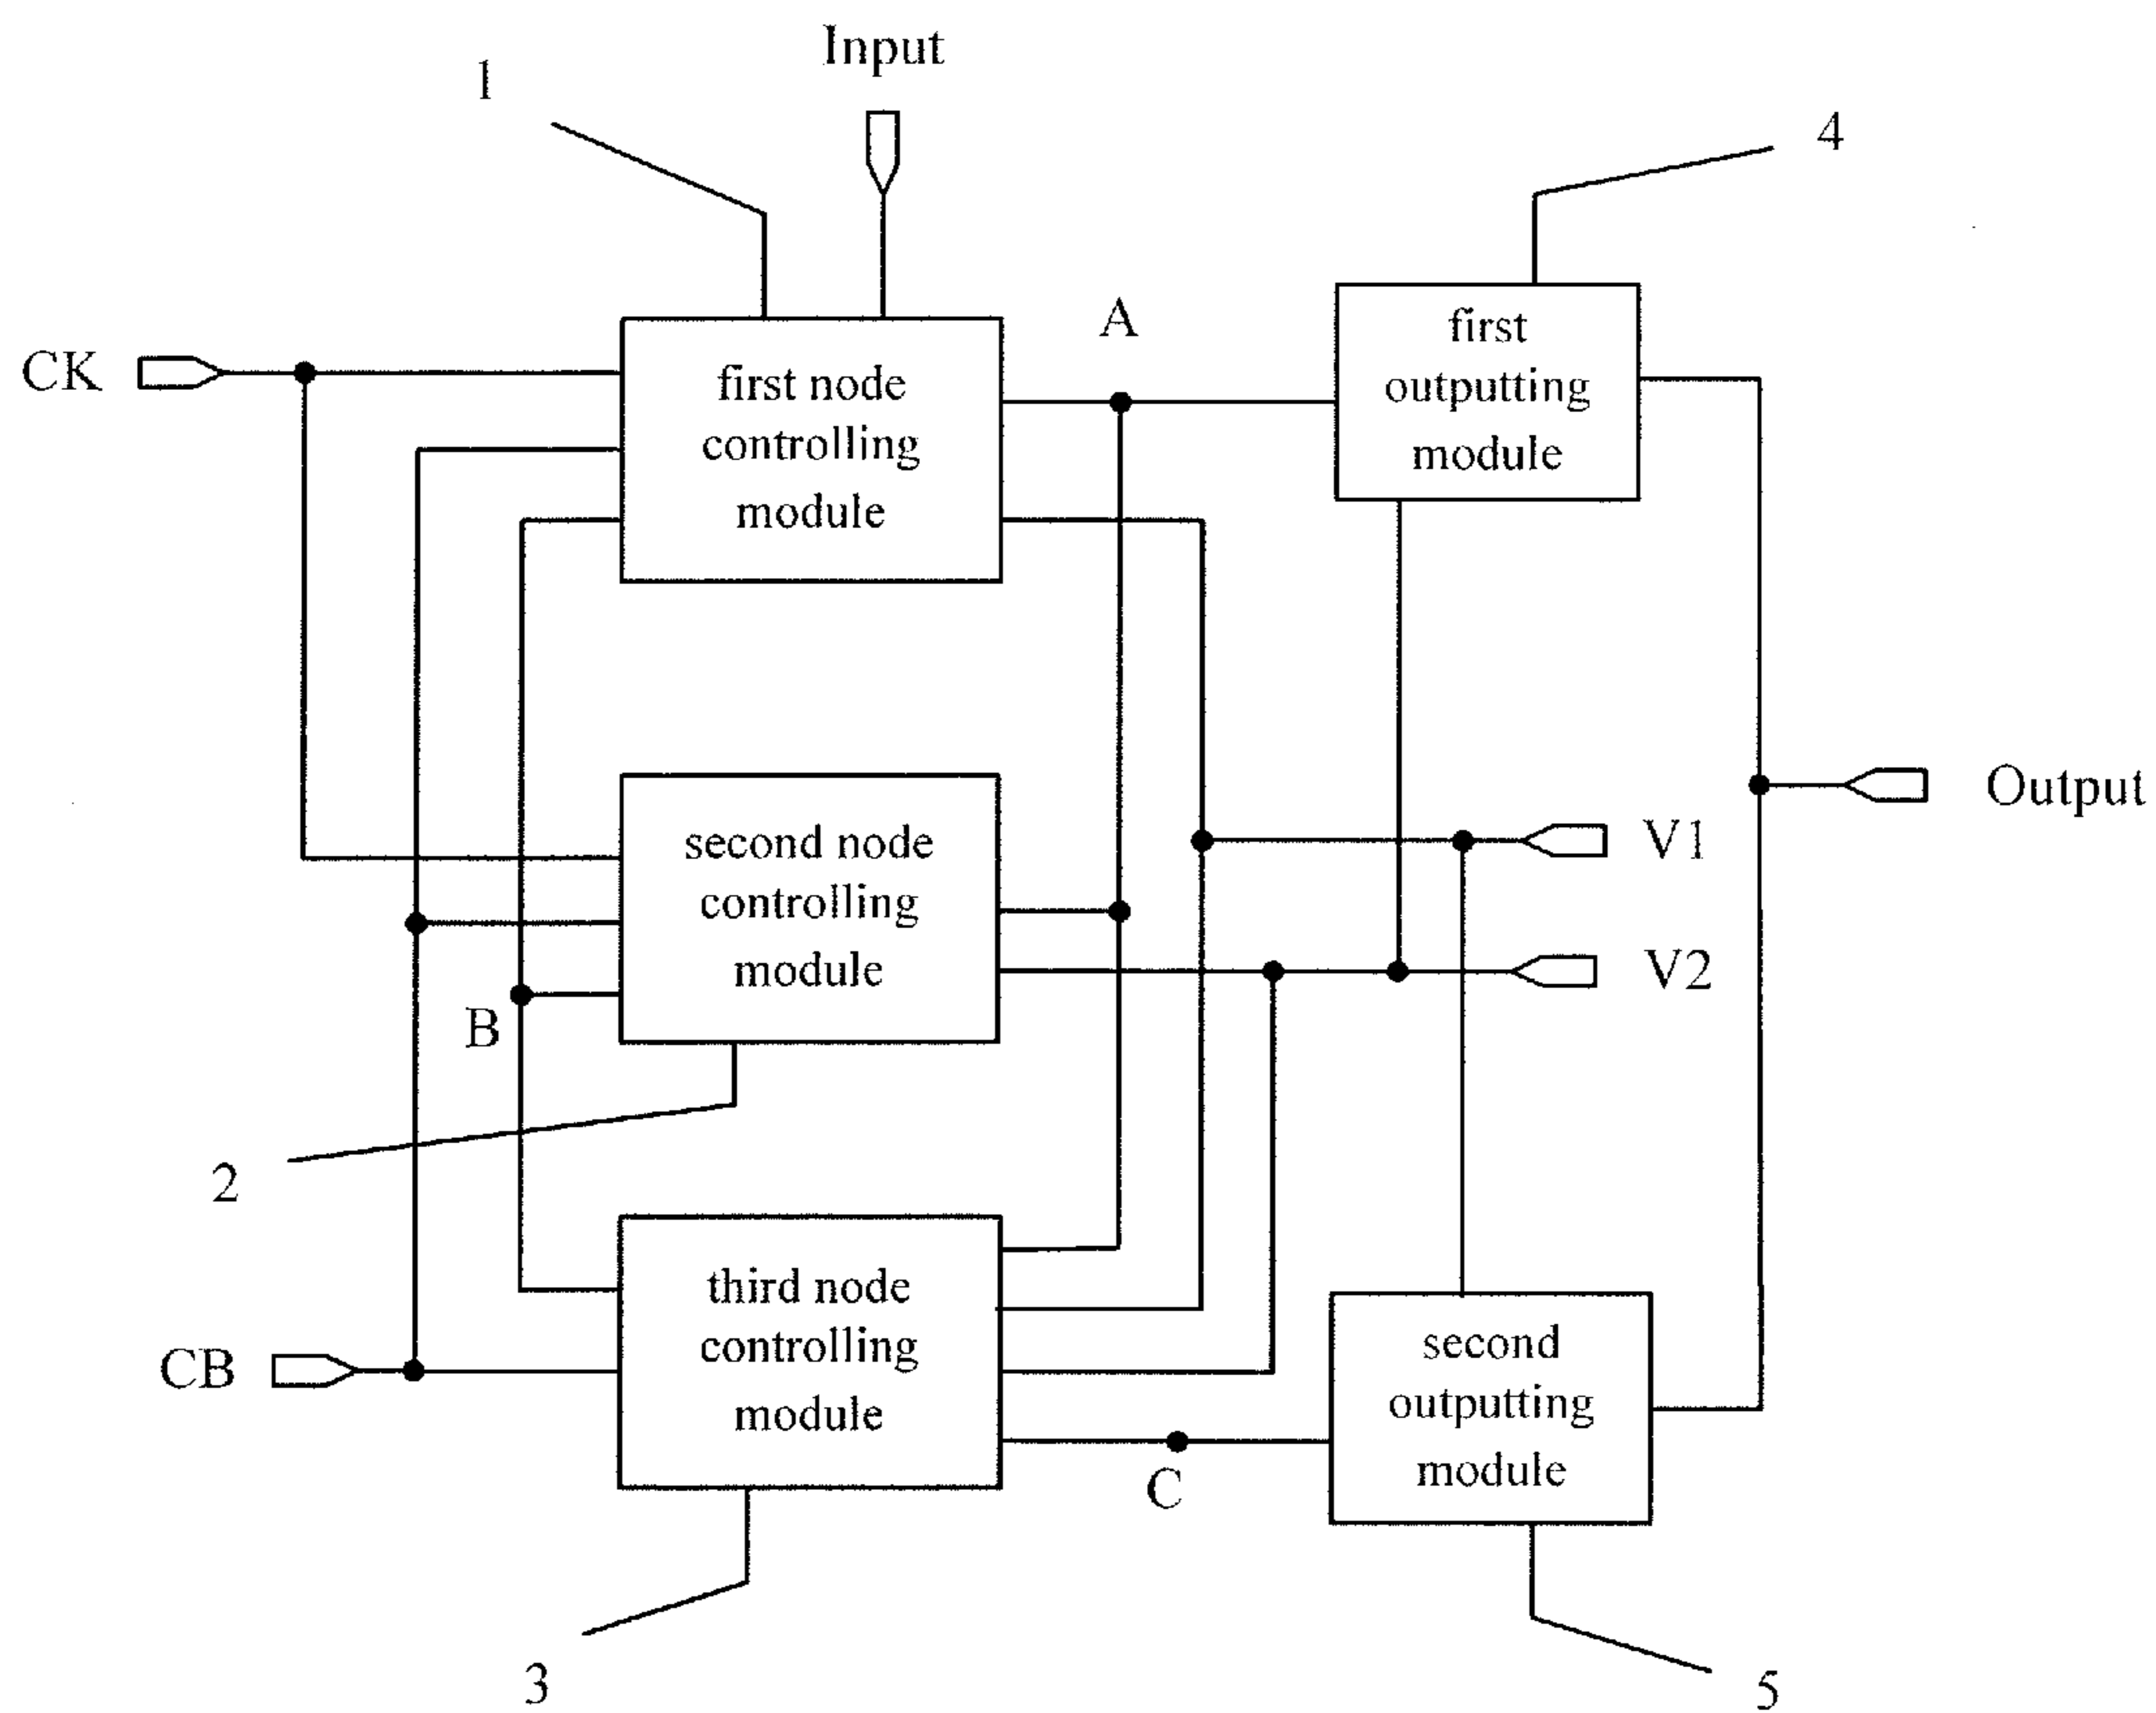 Input
1
4
CK
first node
controlling
module
A
first
outputting
module
second node
controlling
module
B
V1
V2
Output
2
third node
controlling
module
CB
C
second
outputting
module
3
5